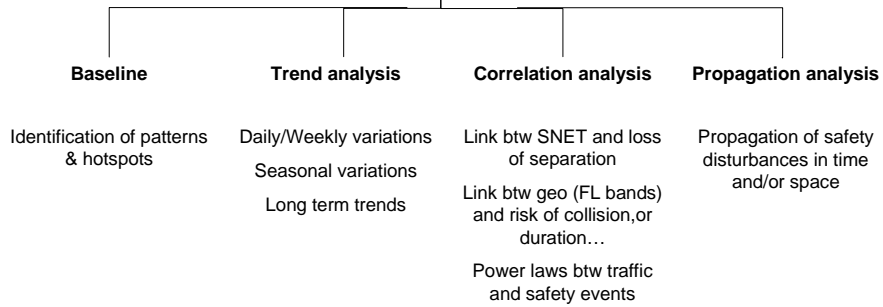 Baseline
Identification of patterns
& hotspots
Trend analysis
Daily/Weekly variations
Seasonal variations
Long term trends
Correlation analysis
Link btw SNET and loss
of separation
Link btw geo (FL bands)
and risk of collision,or
duration…
Power laws btw traffic
and safety events
Propagation analysis
Propagation of safety
disturbances in time
and/or space